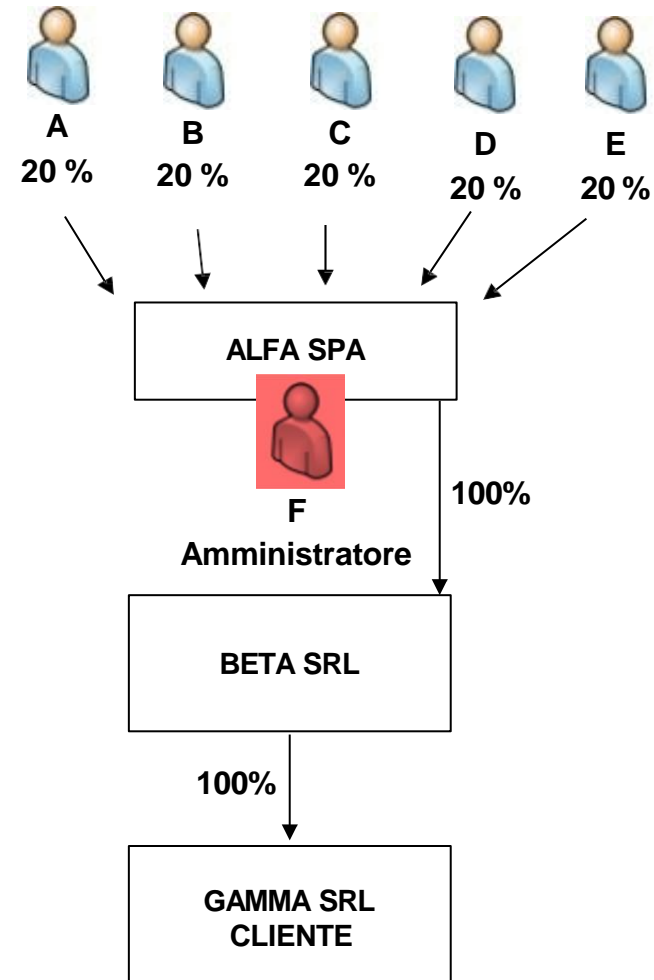 A
20 %
B
20 %
C
20 %
D
20 %
E
20 %
ALFA SPA
F
Amministratore
100%
BETA SRL
100%
GAMMA SRL
CLIENTE